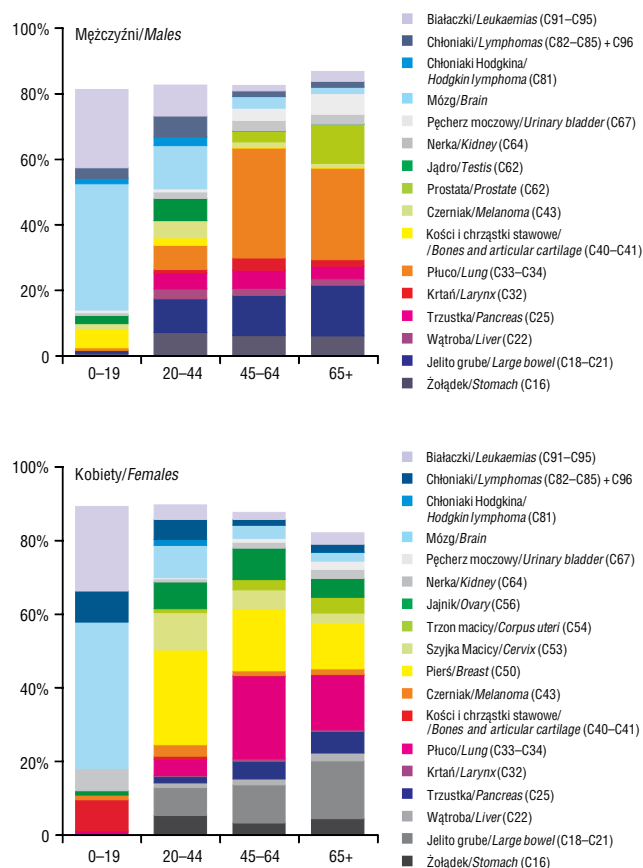 Mężczyźni/Males
100%
80%
60%
40%
20%
0
0–19
20–44
45–64
65+
Białaczki/Leukaemias (C91–C95)
Chłoniaki/Lymphomas (C82–C85) + C96
Chłoniaki Hodgkina/
Hodgkin lymphoma (C81)
Mózg/Brain
Pęcherz moczowy/Urinary bladder (C67)
Nerka/Kidney (C64)
Jądro/Testis (C62)
Prostata/Prostate (C62)
Czerniak/Melanoma (C43)
Kości i chrząstki stawowe/
/Bones and articular cartilage (C40–C41)
Płuco/Lung (C33–C34)
Krtań/Larynx (C32)
Trzustka/Pancreas (C25)
Wątroba/Liver (C22)
Jelito grube/Large bowel (C18–C21)
Żołądek/Stomach (C16)
Kobiety/Females
100%
80%
60%
40%
20%
0
0–19
20–44
45–64
65+
Białaczki/Leukaemias (C91–C95)
Chłoniaki/Lymphomas (C82–C85) + C96
Chłoniaki Hodgkina/
Hodgkin lymphoma (C81)
Mózg/Brain
Pęcherz moczowy/Urinary bladder (C67)
Nerka/Kidney (C64)
Jajnik/Ovary (C56)
Trzon macicy/Corpus uteri (C54)
Szyjka Macicy/Cervix (C53)
Pierś/Breast (C50)
Czerniak/Melanoma (C43)
Kości i chrząstki stawowe/
/Bones and articular cartilage (C40–C41)
Płuco/Lung (C33–C34)
Krtań/Larynx (C32)
Trzustka/Pancreas (C25)
Wątroba/Liver (C22)
Jelito grube/Large bowel (C18–C21)
Żołądek/Stomach (C16)